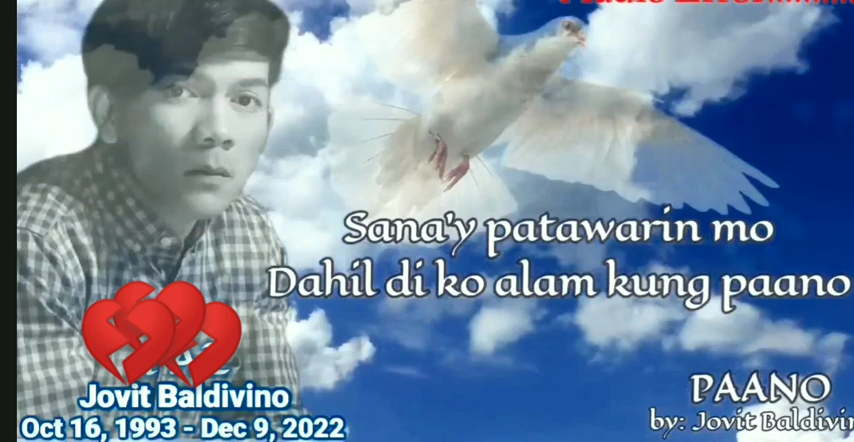 Sana'y patawarin mo
Dahil di ko alam kung paano
Jovit Baldivino
Oct 16, 1993 - Dec 9, 2022
PAANO
by: Jovit